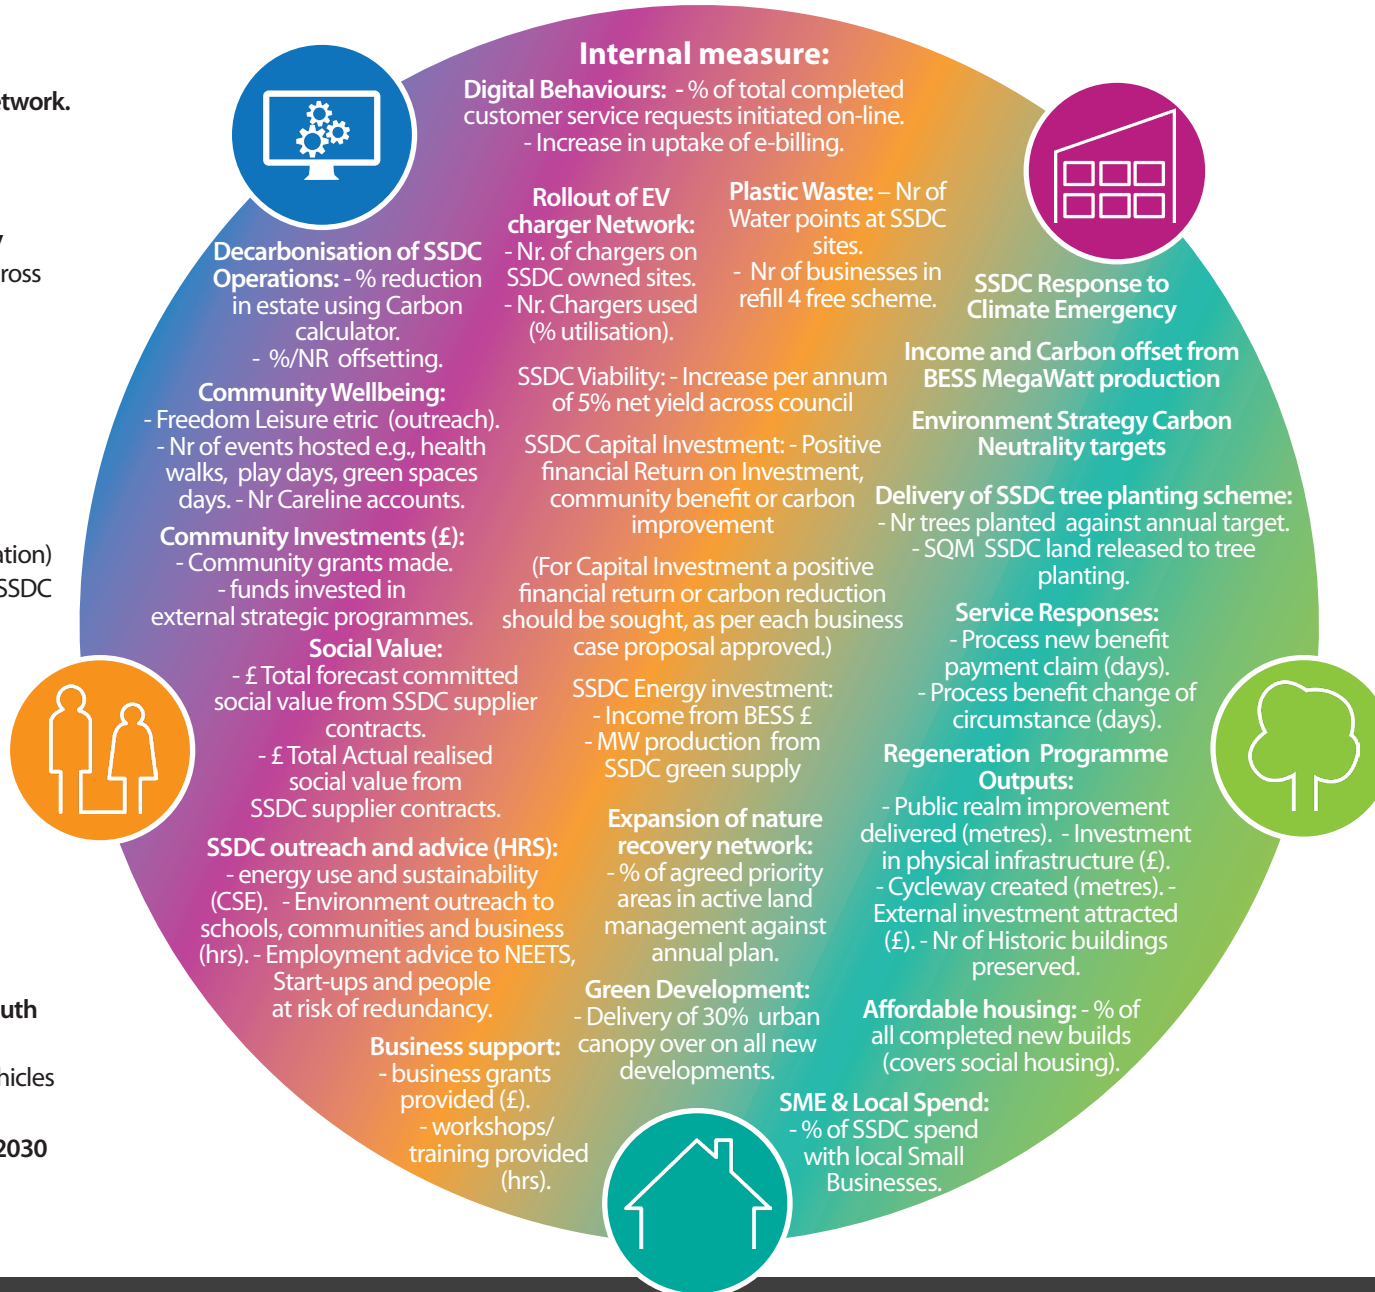 etwork.
y
ross
ation)
SSDC
uth
hicles
2030
Internal measure:
Digital Behaviours: - % of total completed
customer service requests initiated on-line.
- Increase in uptake of e-billing.
Rollout of EV
charger Network:
- Nr. of chargers on
SSDC owned sites.
- Nr. Chargers used
(% utilisation).
Plastic Waste: – Nr of
Water points at SSDC
sites.
- Nr of businesses in
refill 4 free scheme.
Decarbonisation of SSDC
Operations: - % reduction
in estate using Carbon
calculator.
- %/NR offsetting.
Community Wellbeing:
- Freedom Leisure etric (outreach).
- Nr of events hosted e.g., health
walks, play days, green spaces
days. - Nr Careline accounts.
Community Investments (£):
- Community grants made.
- funds invested in
external strategic programmes.
Social Value:
- £ Total forecast committed
social value from SSDC supplier
contracts.
- £ Total Actual realised
social value from
SSDC supplier contracts.
SSDC outreach and advice (HRS):
- energy use and sustainability
(CSE). - Environment outreach to
schools, communities and business
(hrs). - Employment advice to NEETS,
Start-ups and people
at risk of redundancy.
Business support:
- business grants
provided (£).
- workshops/
training provided
(hrs).
SSDC Viability: - Increase per annum
of 5% net yield across council
SSDC Capital Investment: - Positive
financial Return on Investment,
community benefit or carbon
improvement
(For Capital Investment a positive
financial return or carbon reduction
should be sought, as per each business
case proposal approved.)
SSDC Energy investment:
- Income from BESS £
- MW production from
SSDC green supply
Expansion of nature
recovery network:
- % of agreed priority
areas in active land
management against
annual plan.
Green Development:
- Delivery of 30% urban
canopy over on all new
developments.
SSDC Response to
Climate Emergency
Income and Carbon offset from
BESS MegaWatt production
Environment Strategy Carbon
Neutrality targets
Delivery of SSDC tree planting scheme:
- Nr trees planted against annual target.
- SQM SSDC land released to tree
planting.
Service Responses:
- Process new benefit
payment claim (days).
- Process benefit change of
circumstance (days).
Regeneration Programme
Outputs:
- Public realm improvement
delivered (metres). - Investment
in physical infrastructure (£).
- Cycleway created (metres). -
External investment attracted
(£). - Nr of Historic buildings
preserved.
Affordable housing: - % of
all completed new builds
(covers social housing).
SME & Local Spend:
- % of SSDC spend
with local Small
Businesses.